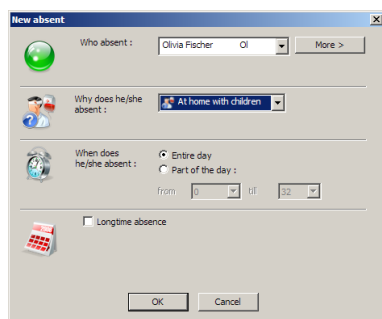 New absent
Who absent :
Olivia Fischer Ol
More >
Why does he/she
absent :
At home with children
When does
he/she absent :
Entire day
Part of the day :
from 0 till 32
Longtime absence
OK
Cancel